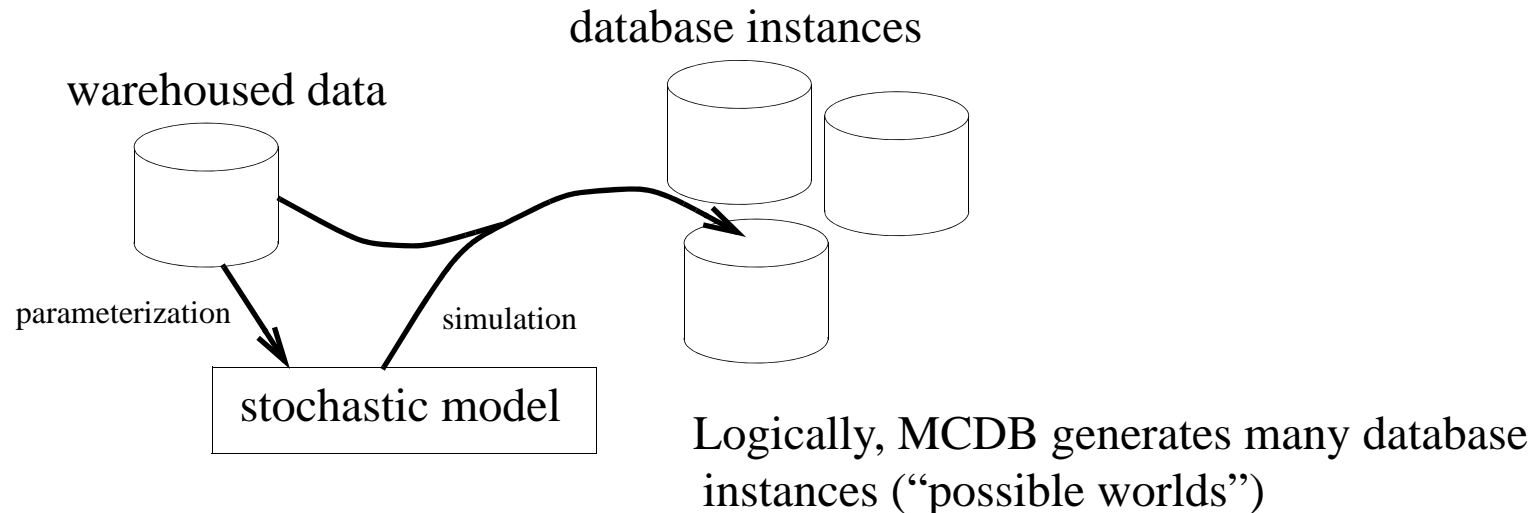 database instances
warehoused data
parameterization
simulation
stochastic model
Logically, MCDB generates many database
instances (“possible worlds”)